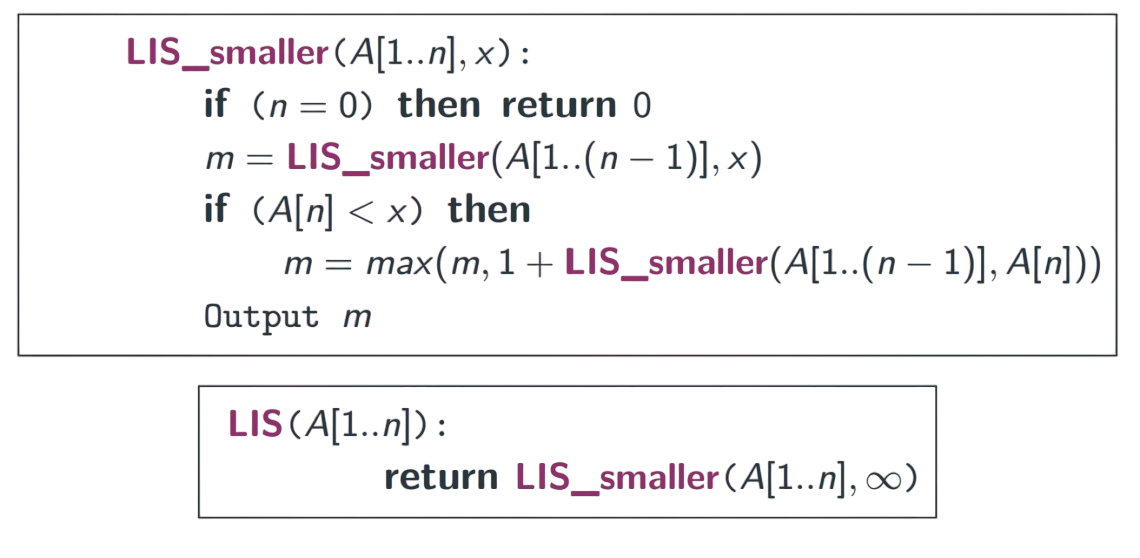 LIS_smaller(A[1..n], x):
if (n = 0) then return 0
m = LIS_smaller(A[1..(n − 1)], x)
if (A[n] < x) then
m = max(m, 1 + LIS_smaller(A[1..(n − 1)], A[n]))
Output m
LIS(A[1..n]):
return LIS_smaller(A[1..n], ∞)